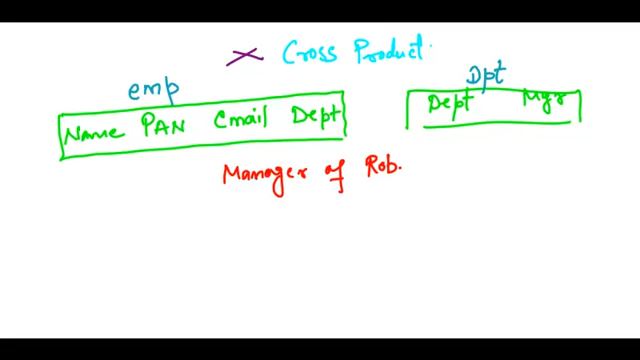 × Cross Product
emp
Dpt
Name PAN Email Dept
Dept Mgr
Manager of Rob.